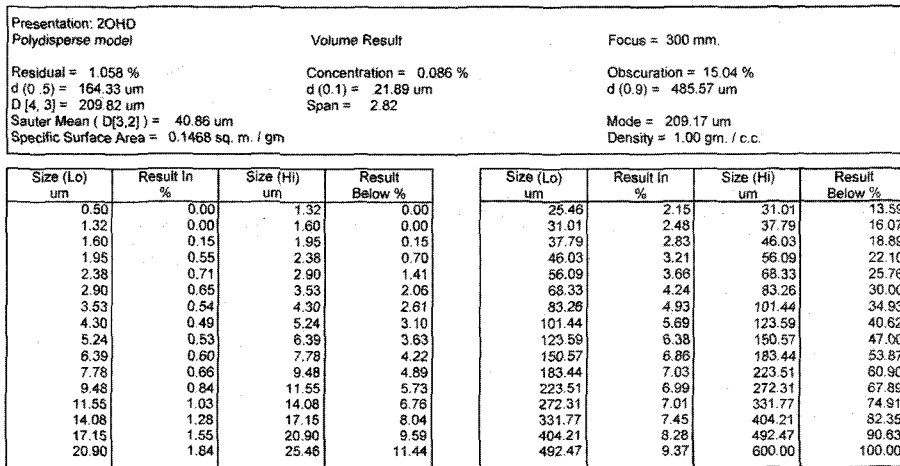 Presentation: 2OHD
Polydisperse model Volume Result Focus = 300 mm.
Residual = 1.058 % Concentration = 0.086 % Obscuration = 15.04 %
d (0.5) = 164.33 um d (0.1) = 21.89 um d (0.9) = 485.57 um
D [4, 3] = 209.82 um Span = 2.82
Sauter Mean ( D[3,2] ) = 40.86 um Mode = 209.17 um
Specific Surface Area = 0.1468 sq. m. / gm Density = 1.00 gm. / c.c.
Size (Lo) Result In Size (Hi) Result
um % um Below %
0.50 0.00 1.32 0.00
1.32 0.00 1.60 0.00
1.60 0.15 1.95 0.15
1.95 0.55 2.38 0.70
2.38 0.71 2.90 1.41
2.90 0.65 3.53 2.06
3.53 0.54 4.30 2.61
4.30 0.49 5.24 3.10
5.24 0.53 6.39 3.63
6.39 0.60 7.78 4.22
7.78 0.66 9.48 4.89
9.48 0.84 11.55 5.73
11.55 1.03 14.08 6.76
14.08 1.28 17.15 8.04
17.15 1.55 20.90 9.59
20.90 1.84 25.46 11.44
Size (Lo) Result In Size (Hi) Result
um % um Below %
25.46 2.15 31.01 13.59
31.01 2.48 37.79 16.07
37.79 2.83 46.03 18.89
46.03 3.21 56.09 22.10
56.09 3.66 68.33 25.76
68.33 4.24 83.26 30.00
83.26 4.93 101.44 34.93
101.44 5.69 123.59 40.62
123.59 6.38 150.57 47.00
150.57 6.86 183.44 53.87
183.44 7.03 223.51 60.90
223.51 6.99 272.31 67.89
272.31 7.01 331.77 74.91
331.77 7.45 404.21 82.35
404.21 8.28 492.47 90.63
492.47 9.37 600.00 100.00